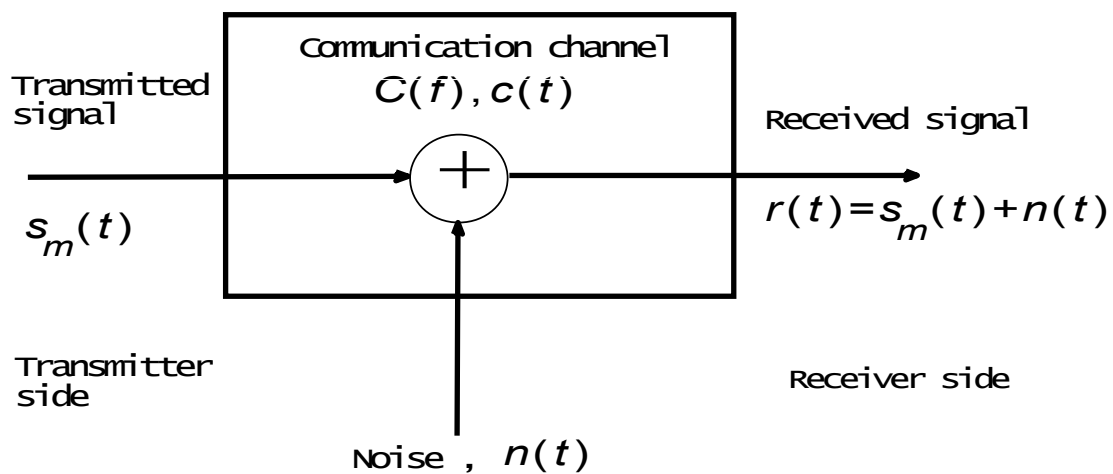 Communication channel
C(f), c(t)
Transmitted
signal
Received signal
+
s_m(t)
r(t)=s_m(t)+n(t)
Transmitter
side
Receiver side
Noise , n(t)